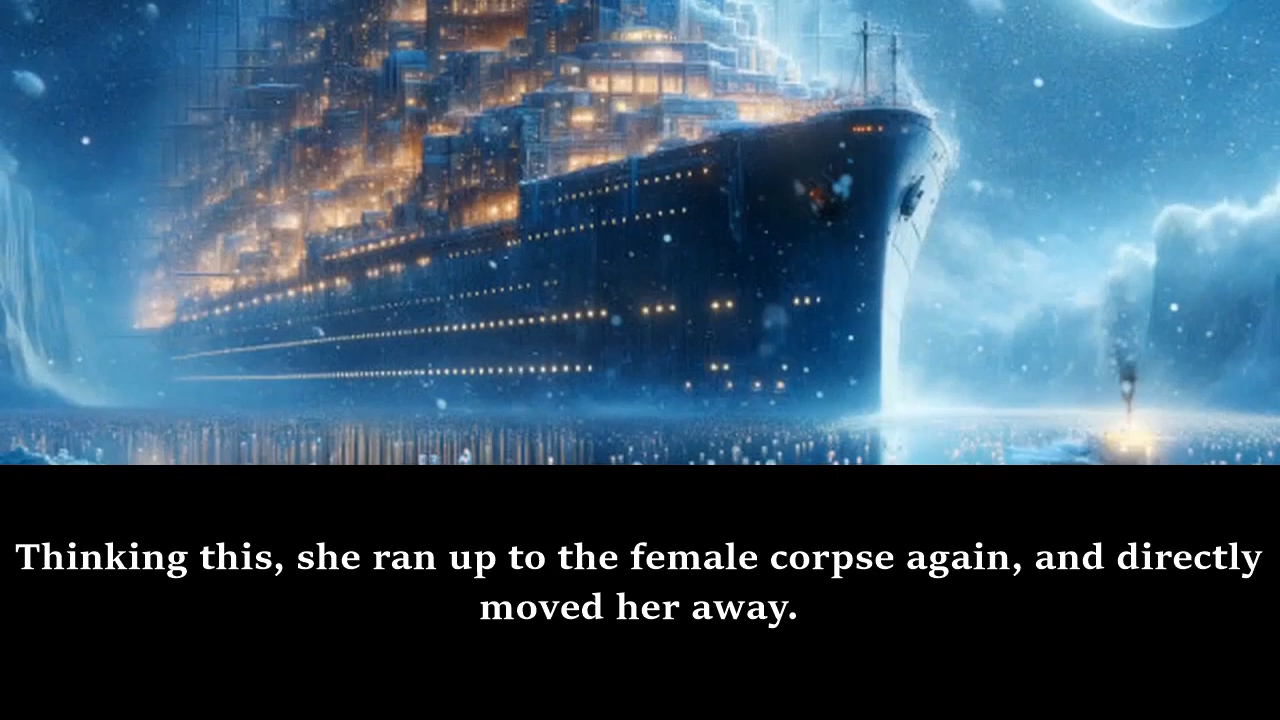 Thinking this, she ran up to the female corpse again, and directly
moved her away.